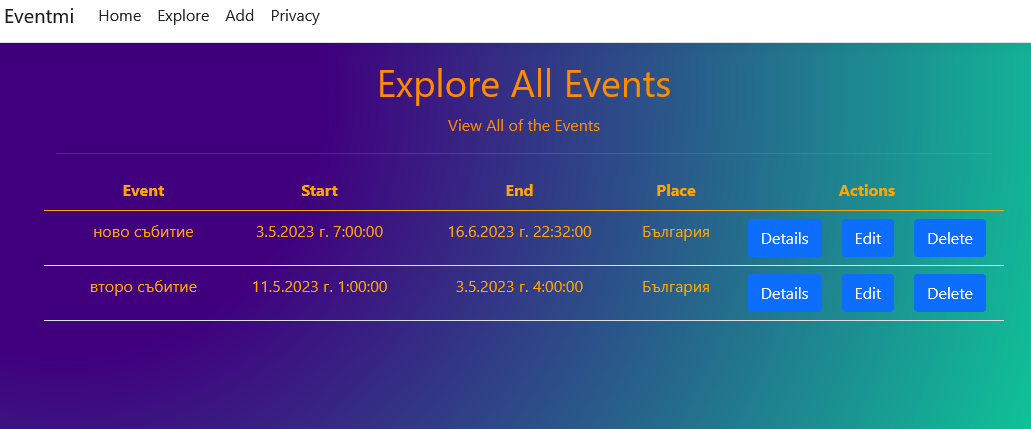 Eventmi Home Explore Add Privacy
Explore All Events
View All of the Events
Event Start End Place Actions
ново събитие 3.5.2023 г. 7:00:00 16.6.2023 г. 22:32:00 България Details Edit Delete
второ събитие 11.5.2023 г. 1:00:00 3.5.2023 г. 4:00:00 България Details Edit Delete